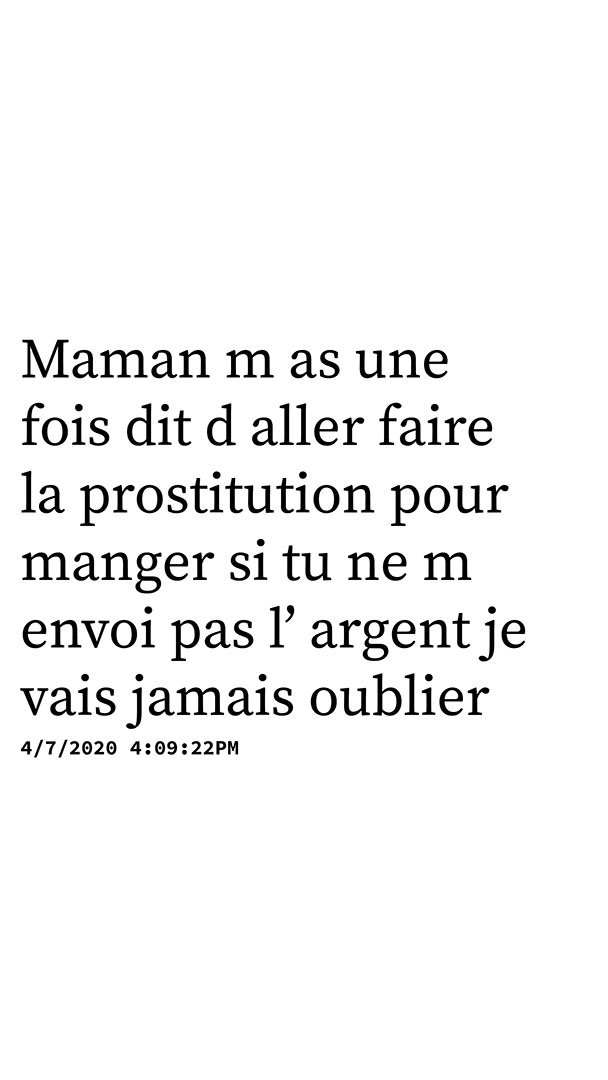 Maman m as une
fois dit d aller faire
la prostitution pour
manger si tu ne m
envoi pas l’ argent je
vais jamais oublier
4/7/2020 4:09:22PM